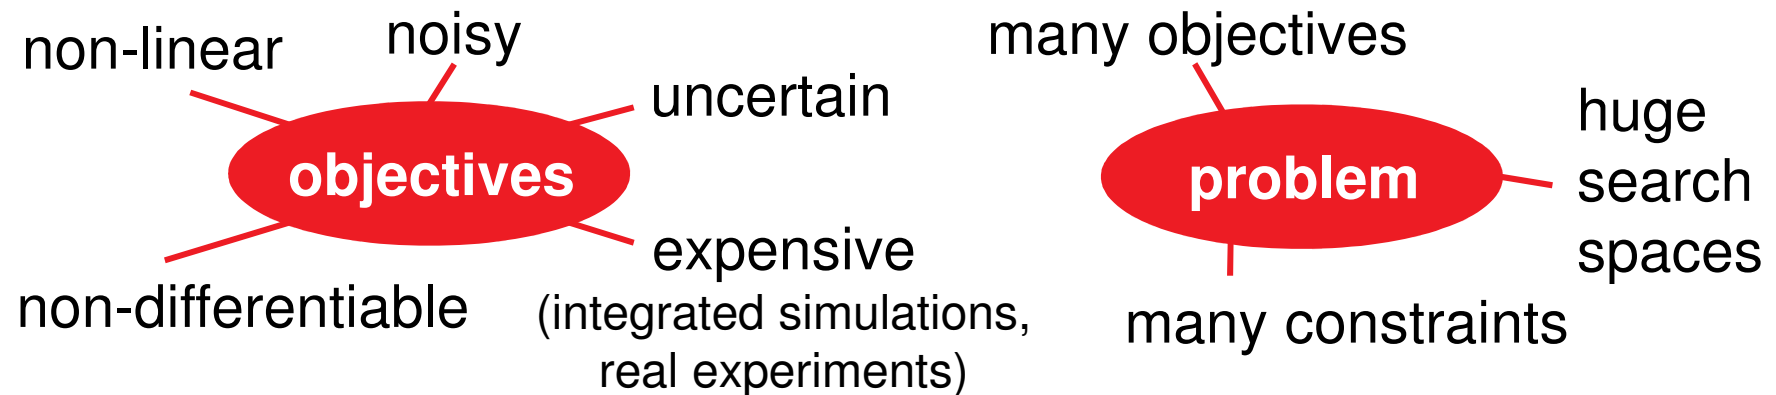 non-linear
noisy
uncertain
objectives
non-differentiable
expensive
(integrated simulations,
real experiments)
many objectives
problem
huge
search
spaces
many constraints